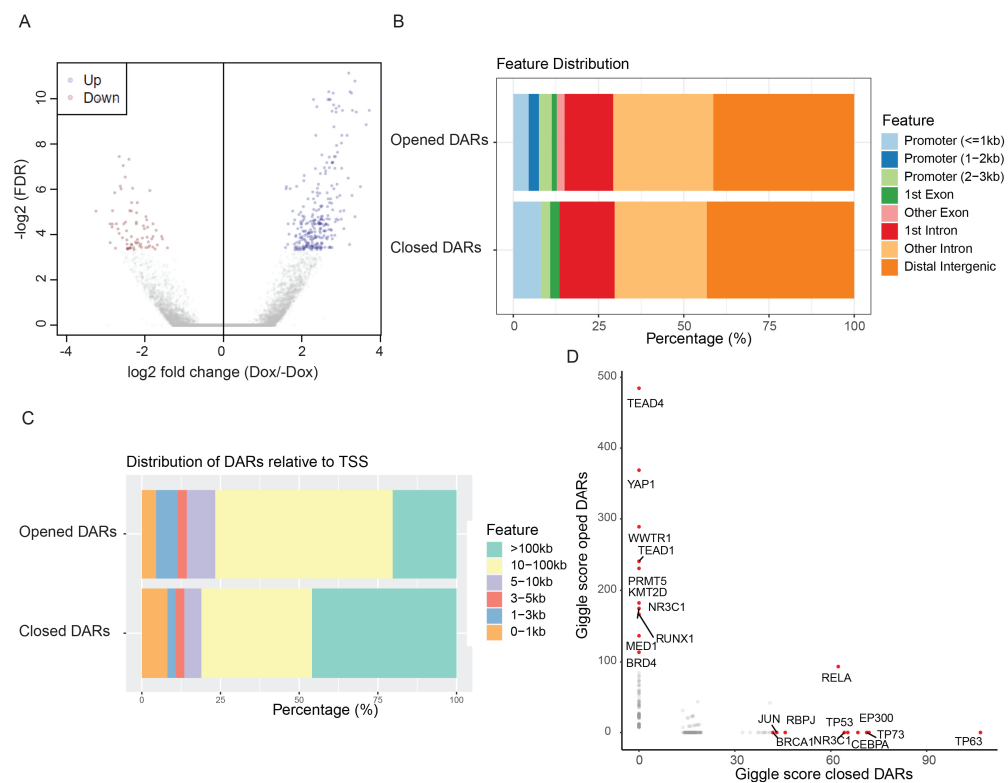 A
Up
Down
10
8
6
4
2
0
-4
-2
0
2
4
-log2 (FDR)
log2 fold change (Dox/-Dox)
B
Feature Distribution
Opened DARs
Closed DARs
0
25
50
75
100
Percentage (%)
Feature
Promoter (<=1kb)
Promoter (1−2kb)
Promoter (2−3kb)
1st Exon
Other Exon
1st Intron
Other Intron
Distal Intergenic
C
Distribution of DARs relative to TSS
Opened DARs
Closed DARs
0
25
50
75
100
Percentage (%)
Feature
>100kb
10−100kb
5−10kb
3−5kb
1−3kb
0−1kb
D
500
400
300
200
100
0
Giggle score oped DARs
TEAD4
YAP1
WWTR1
TEAD1
PRMT5
KMT2D
NR3C1
RUNX1
MED1
BRD4
RELA
JUN
RBPJ
TP53
EP300
BRCA1
NR3C1
CEBPA
TP73
TP63
30
60
90
Giggle score closed DARs